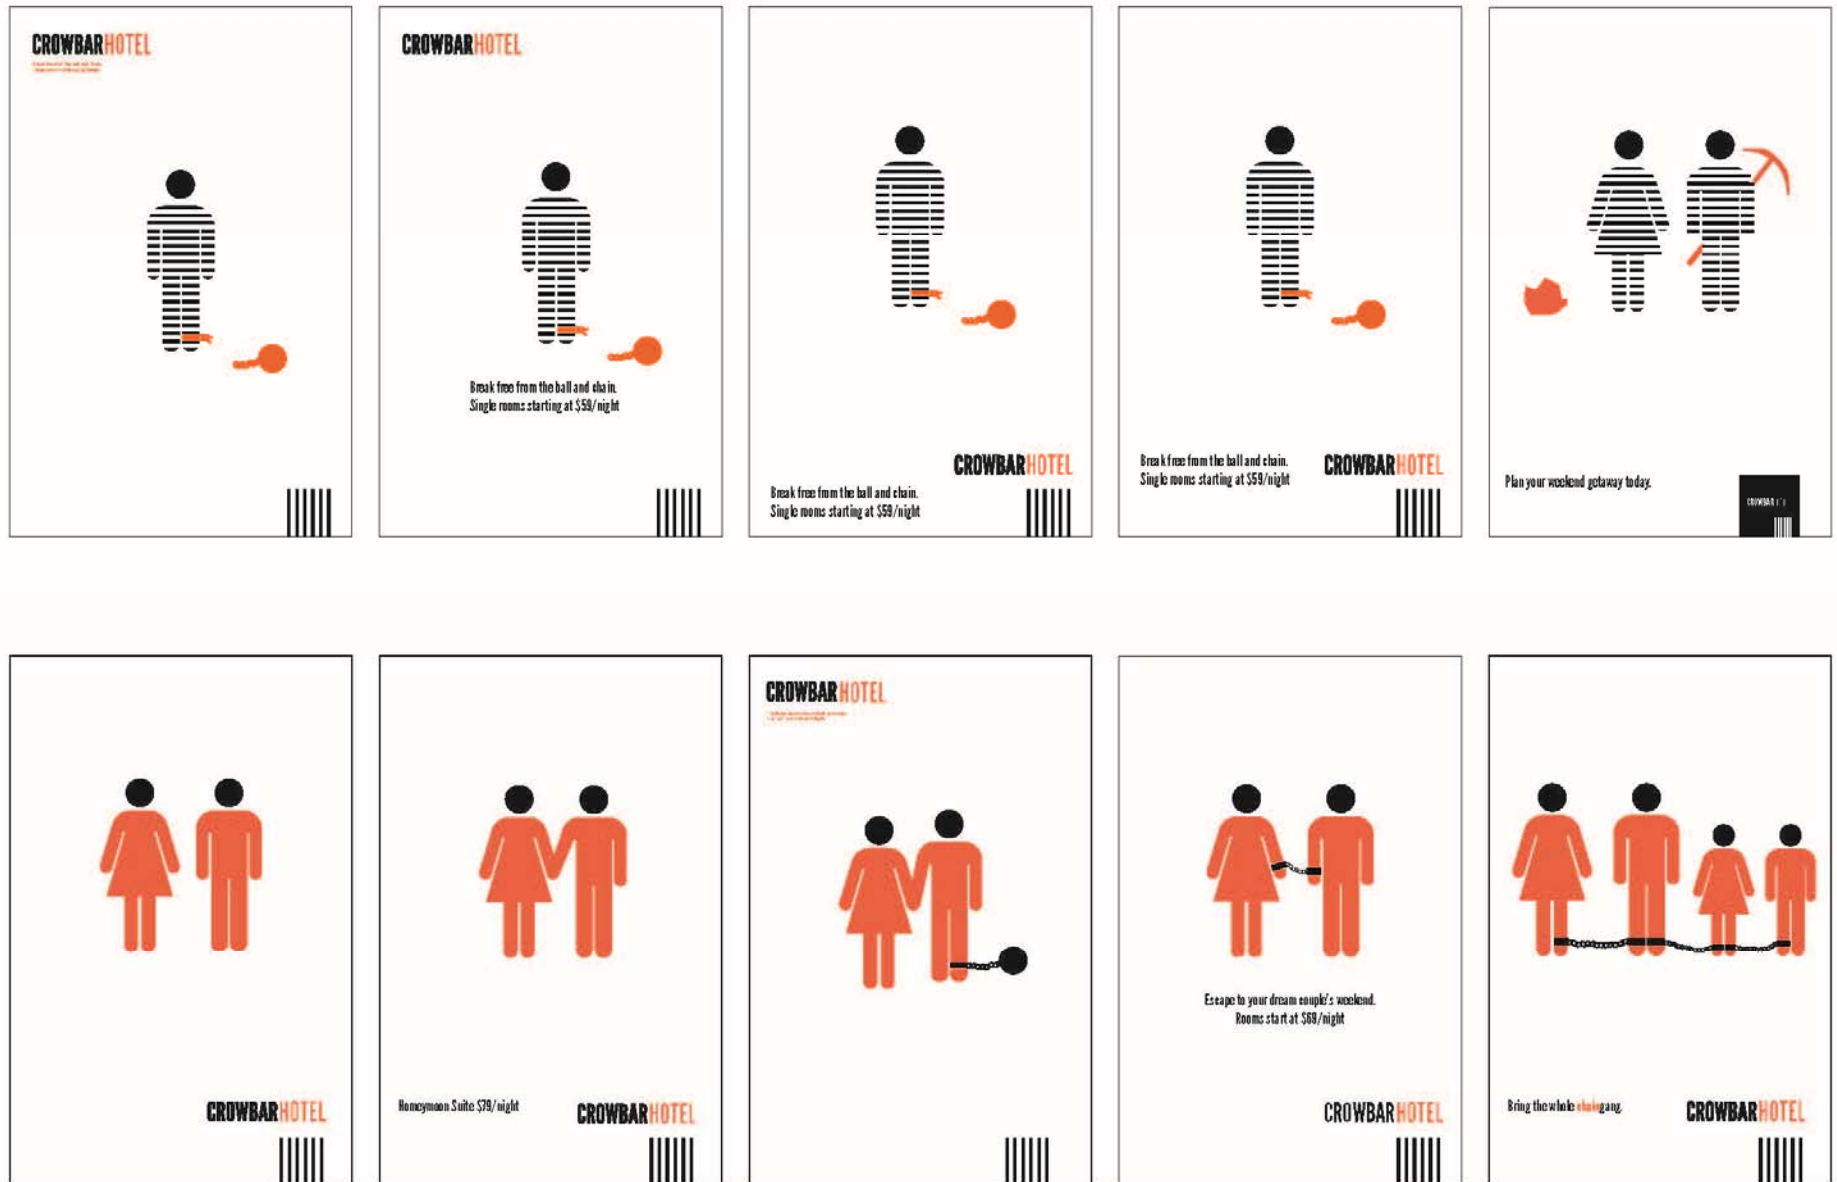 CROWBARHOTEL
CROWBARHOTEL
Break free from the ball and chain.
Single rooms starting at $59/night
CROWBARHOTEL
Break free from the ball and chain.
Single rooms starting at $59/night
Break free from the ball and chain.
Single rooms starting at $59/night
CROWBARHOTEL
Plan your weekend getaway today.
CROWBAR
CROWBARHOTEL
Honeymoon Suite $79/night
CROWBARHOTEL
CROWBARHOTEL
Escape to your dream couple's weekend.
Rooms start at $69/night
CROWBARHOTEL
Bring the whole chaingang.
CROWBARHOTEL